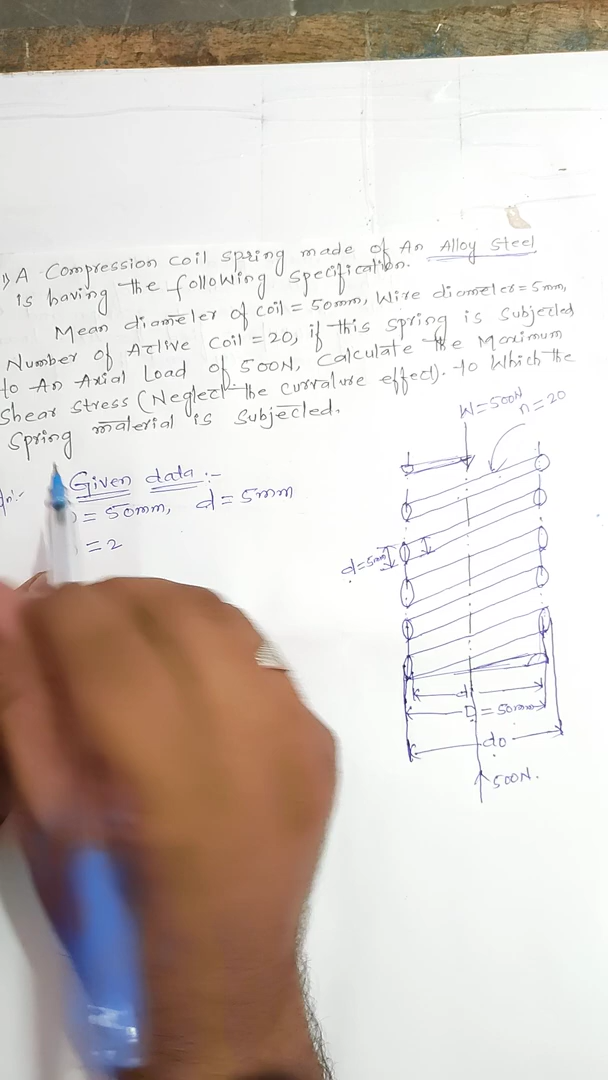 1) A Compression coil spring made of An Alloy Steel
is having the following specification.
Mean diameter of coil = 50mm, Wire diameter = 5mm,
Number of Active coil = 20, if this spring is Subjected
to An Axial Load of 500N, Calculate the Maximum
Shear Stress (Neglect the curvature effect). to Which the
Spring material is Subjected.
W = 500N
n = 20
Given data :-
= 50mm, d = 5mm
= 2
d = 5mm
di
D = 50mm
do
500N.